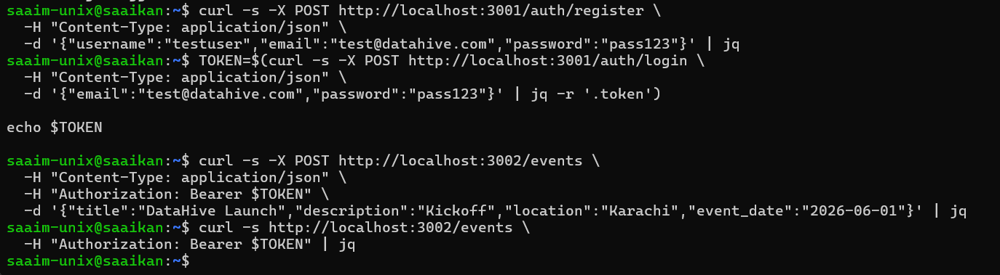 saaim-unix@saaikan:~$ curl -s -X POST http://localhost:3001/auth/register \
  -H "Content-Type: application/json" \
  -d '{"username":"testuser","email":"test@datahive.com","password":"pass123"}' | jq
saaim-unix@saaikan:~$ TOKEN=$(curl -s -X POST http://localhost:3001/auth/login \
  -H "Content-Type: application/json" \
  -d '{"email":"test@datahive.com","password":"pass123"}' | jq -r '.token')

echo $TOKEN

saaim-unix@saaikan:~$ curl -s -X POST http://localhost:3002/events \
  -H "Content-Type: application/json" \
  -H "Authorization: Bearer $TOKEN" \
  -d '{"title":"DataHive Launch","description":"Kickoff","location":"Karachi","event_date":"2026-06-01"}' | jq
saaim-unix@saaikan:~$ curl -s http://localhost:3002/events \
  -H "Authorization: Bearer $TOKEN" | jq
saaim-unix@saaikan:~$